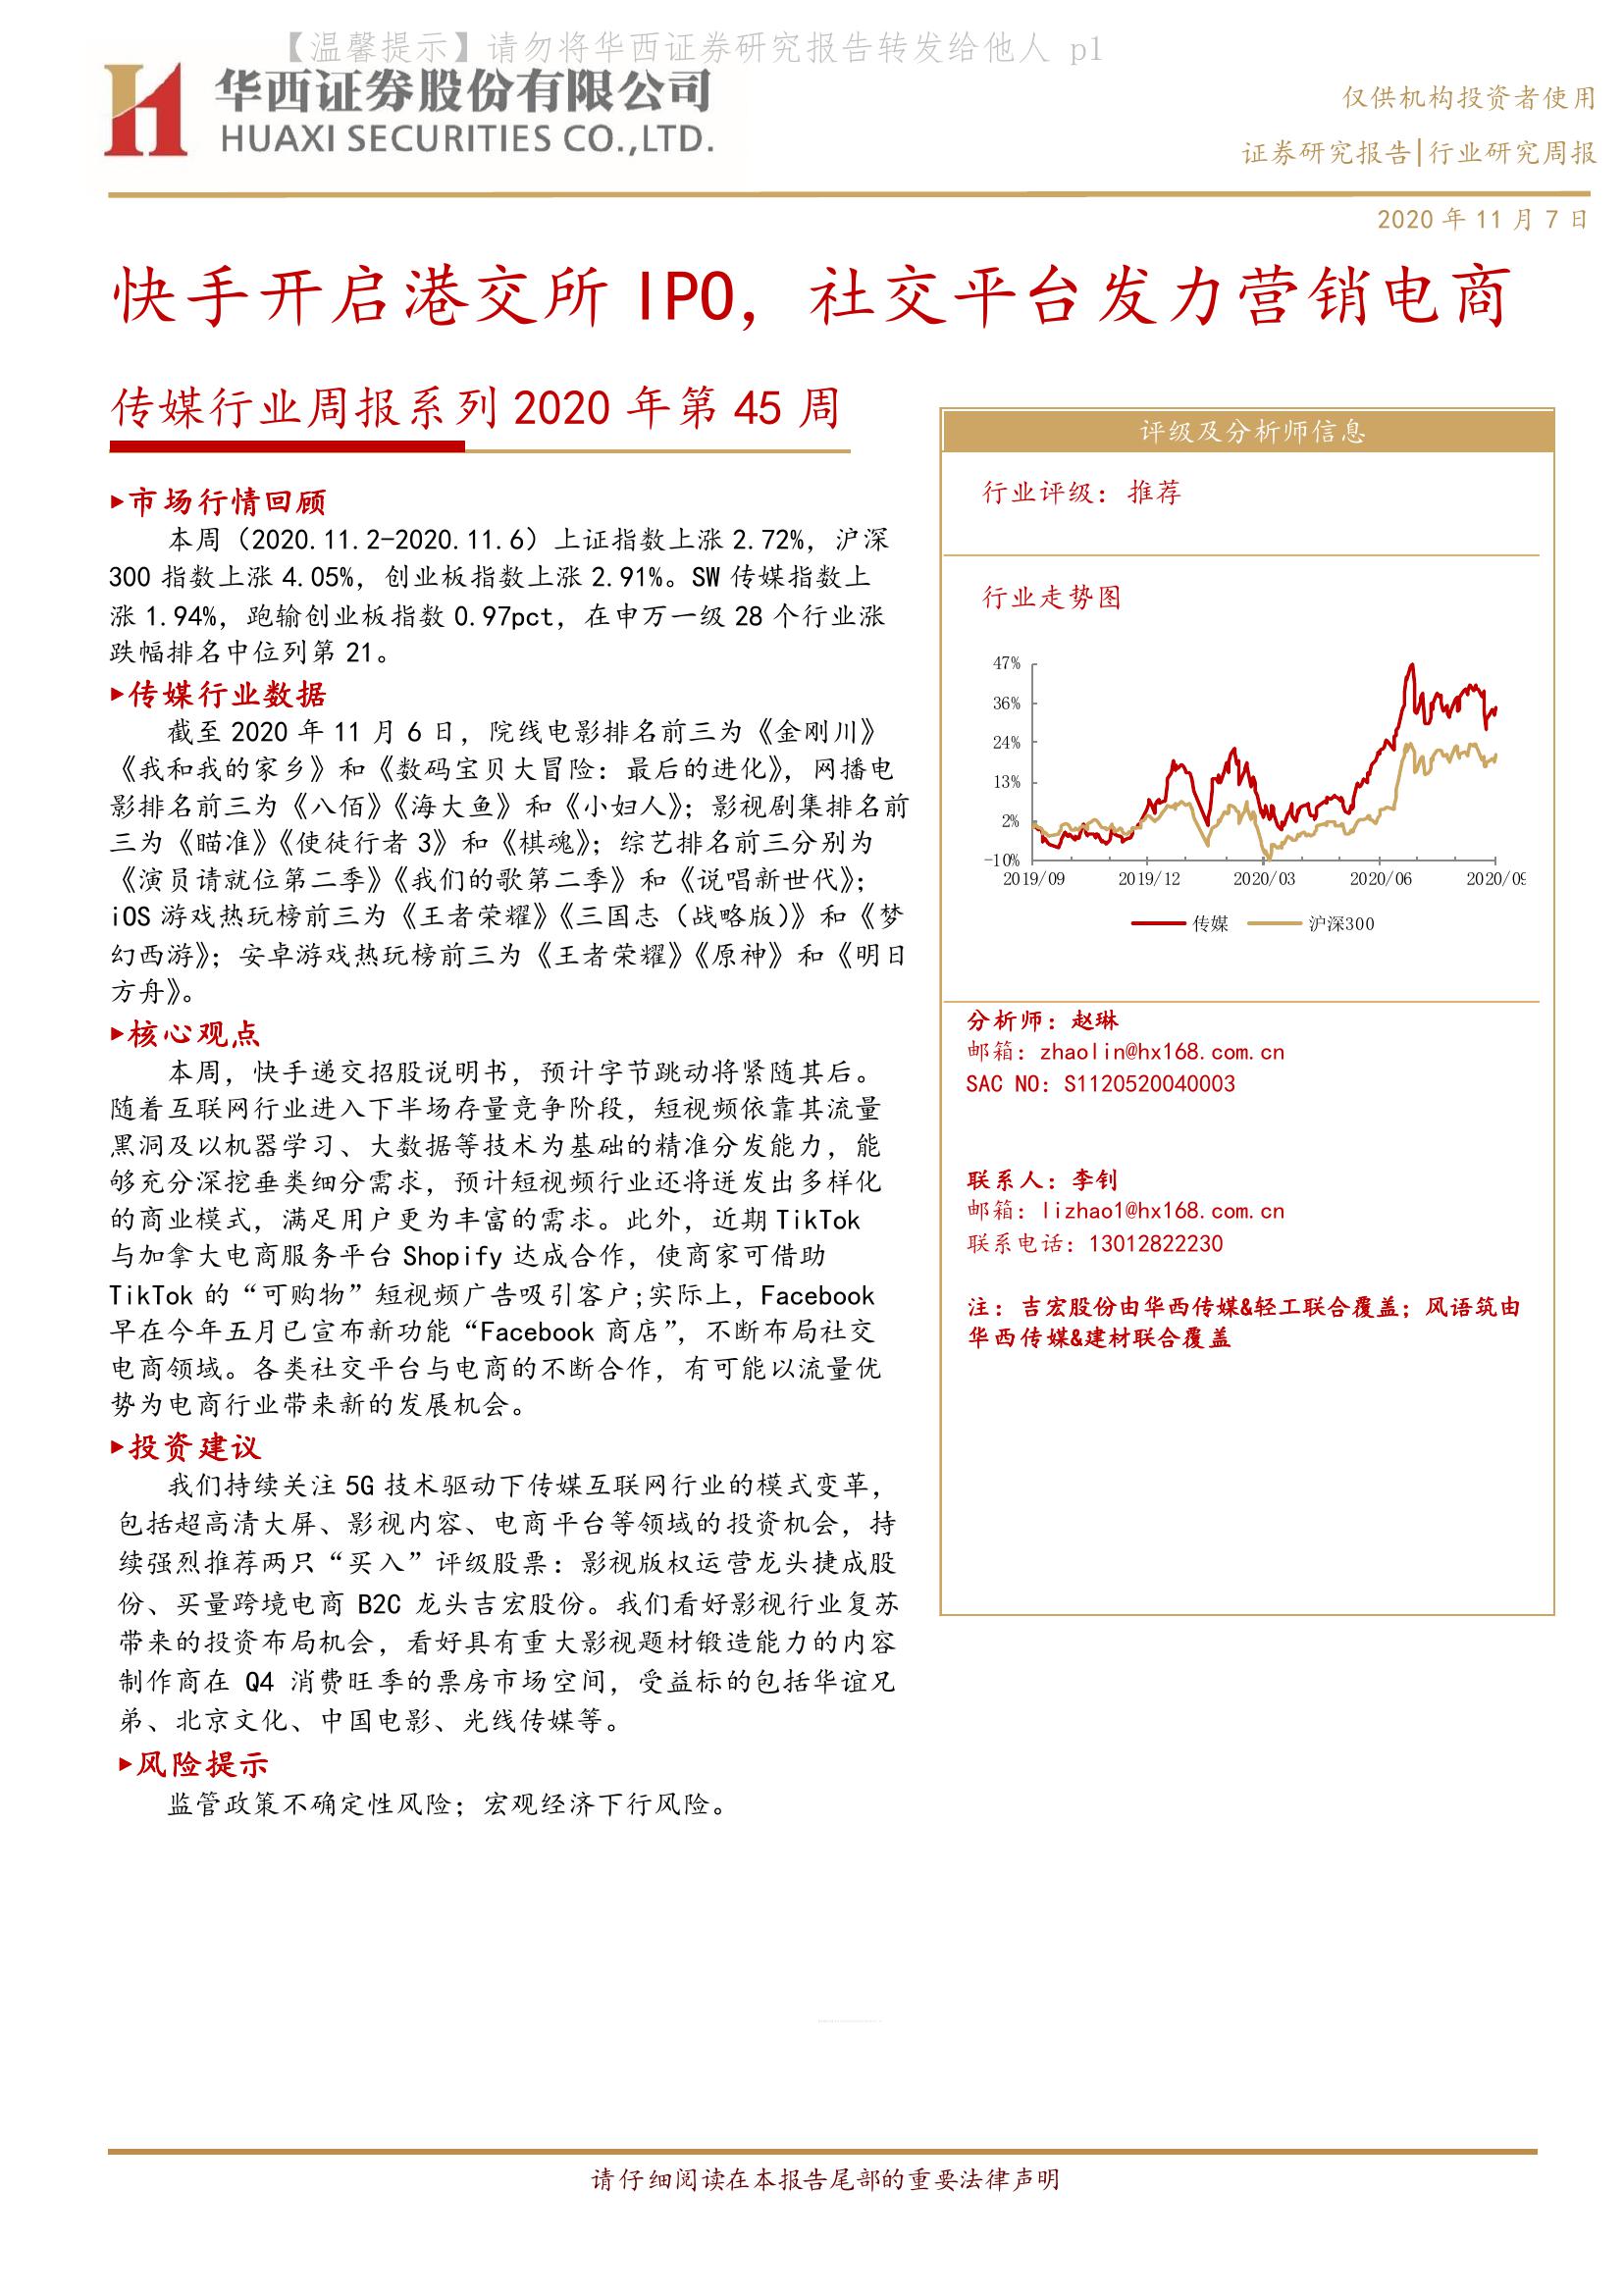 【温馨提示】请勿将华西证券研究报告转发给他人 p1
华西证券股份有限公司
HUAXI SECURITIES CO.,LTD.
仅供机构投资者使用
证券研究报告|行业研究周报
2020 年 11 月 7 日
快手开启港交所 IPO，社交平台发力营销电商
传媒行业周报系列 2020 年第 45 周
▸市场行情回顾
本周（2020.11.2-2020.11.6）上证指数上涨 2.72%，沪深
300 指数上涨 4.05%，创业板指数上涨 2.91%。SW 传媒指数上
涨 1.94%，跑输创业板指数 0.97pct，在申万一级 28 个行业涨
跌幅排名中位列第 21。
▸传媒行业数据
截至 2020 年 11 月 6 日，院线电影排名前三为《金刚川》
《我和我的家乡》和《数码宝贝大冒险：最后的进化》，网播电
影排名前三为《八佰》《海大鱼》和《小妇人》；影视剧集排名前
三为《瞄准》《使徒行者 3》和《棋魂》；综艺排名前三分别为
《演员请就位第二季》《我们的歌第二季》和《说唱新世代》；
iOS 游戏热玩榜前三为《王者荣耀》《三国志（战略版）》和《梦
幻西游》；安卓游戏热玩榜前三为《王者荣耀》《原神》和《明日
方舟》。
▸核心观点
本周，快手递交招股说明书，预计字节跳动将紧随其后。
随着互联网行业进入下半场存量竞争阶段，短视频依靠其流量
黑洞及以机器学习、大数据等技术为基础的精准分发能力，能
够充分深挖垂类细分需求，预计短视频行业还将迸发出多样化
的商业模式，满足用户更为丰富的需求。此外，近期 TikTok
与加拿大电商服务平台 Shopify 达成合作，使商家可借助
TikTok 的“可购物”短视频广告吸引客户;实际上，Facebook
早在今年五月已宣布新功能“Facebook 商店”，不断布局社交
电商领域。各类社交平台与电商的不断合作，有可能以流量优
势为电商行业带来新的发展机会。
▸投资建议
我们持续关注 5G 技术驱动下传媒互联网行业的模式变革，
包括超高清大屏、影视内容、电商平台等领域的投资机会，持
续强烈推荐两只“买入”评级股票：影视版权运营龙头捷成股
份、买量跨境电商 B2C 龙头吉宏股份。我们看好影视行业复苏
带来的投资布局机会，看好具有重大影视题材锻造能力的内容
制作商在 Q4 消费旺季的票房市场空间，受益标的包括华谊兄
弟、北京文化、中国电影、光线传媒等。
▸风险提示
监管政策不确定性风险；宏观经济下行风险。
评级及分析师信息
行业评级：推荐
行业走势图
47%
36%
24%
13%
2%
-10%
2019/09 2019/12 2020/03 2020/06 2020/09
传媒 沪深300
分析师：赵琳
邮箱：zhaolin@hx168.com.cn
SAC NO：S1120520040003
联系人：李钊
邮箱：lizhao1@hx168.com.cn
联系电话：13012822230
注：吉宏股份由华西传媒&轻工联合覆盖；风语筑由
华西传媒&建材联合覆盖
请仔细阅读在本报告尾部的重要法律声明